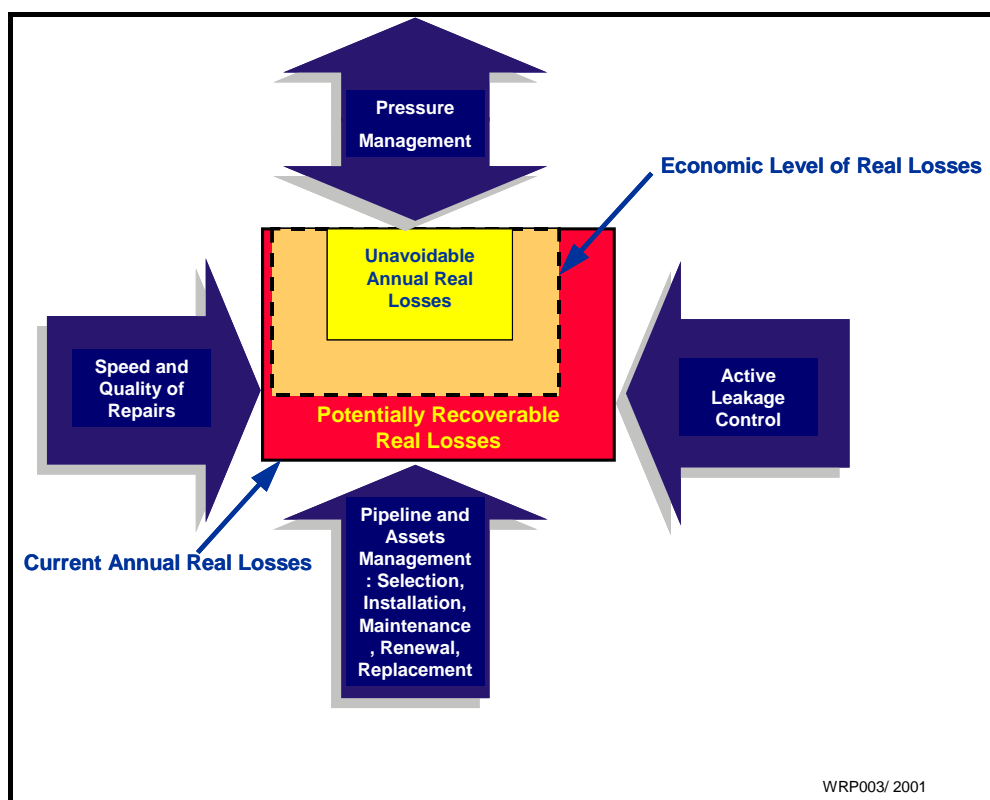 Pressure
Management
Economic Level of Real Losses
Unavoidable
Annual Real
Losses
Speed and
Quality of
Repairs
Active
Leakage
Control
Potentially Recoverable
Real Losses
Current Annual Real Losses
Pipeline and
Assets
Management
: Selection,
Installation,
Maintenance
, Renewal,
Replacement
WRP003/ 2001